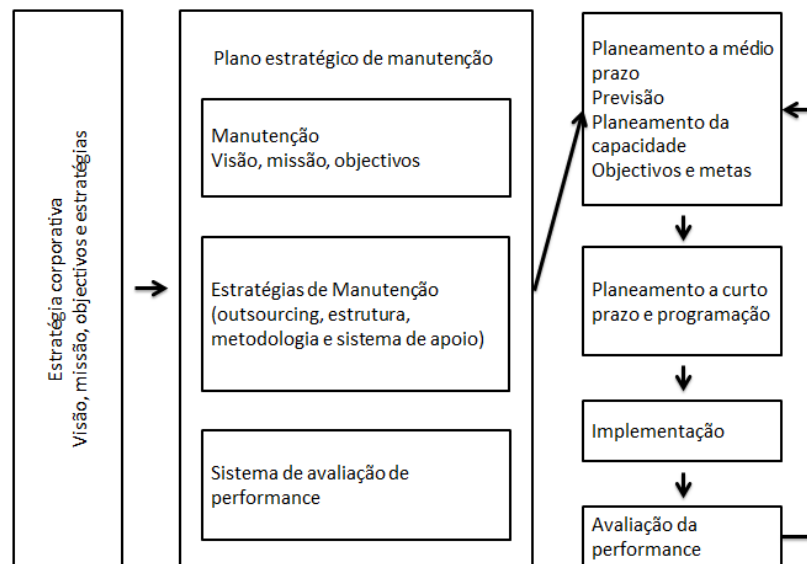 Estratégia corporativa
Visão, missão, objectivos e estratégias
Plano estratégico de manutenção
Manutenção
Visão, missão, objectivos
Estratégias de Manutenção
(outsourcing, estrutura,
metodologia e sistema de apoio)
Sistema de avaliação de
performance
Planeamento a médio
prazo
Previsão
Planeamento da
capacidade
Objectivos e metas
Planeamento a curto
prazo e programação
Implementação
Avaliação da
performance